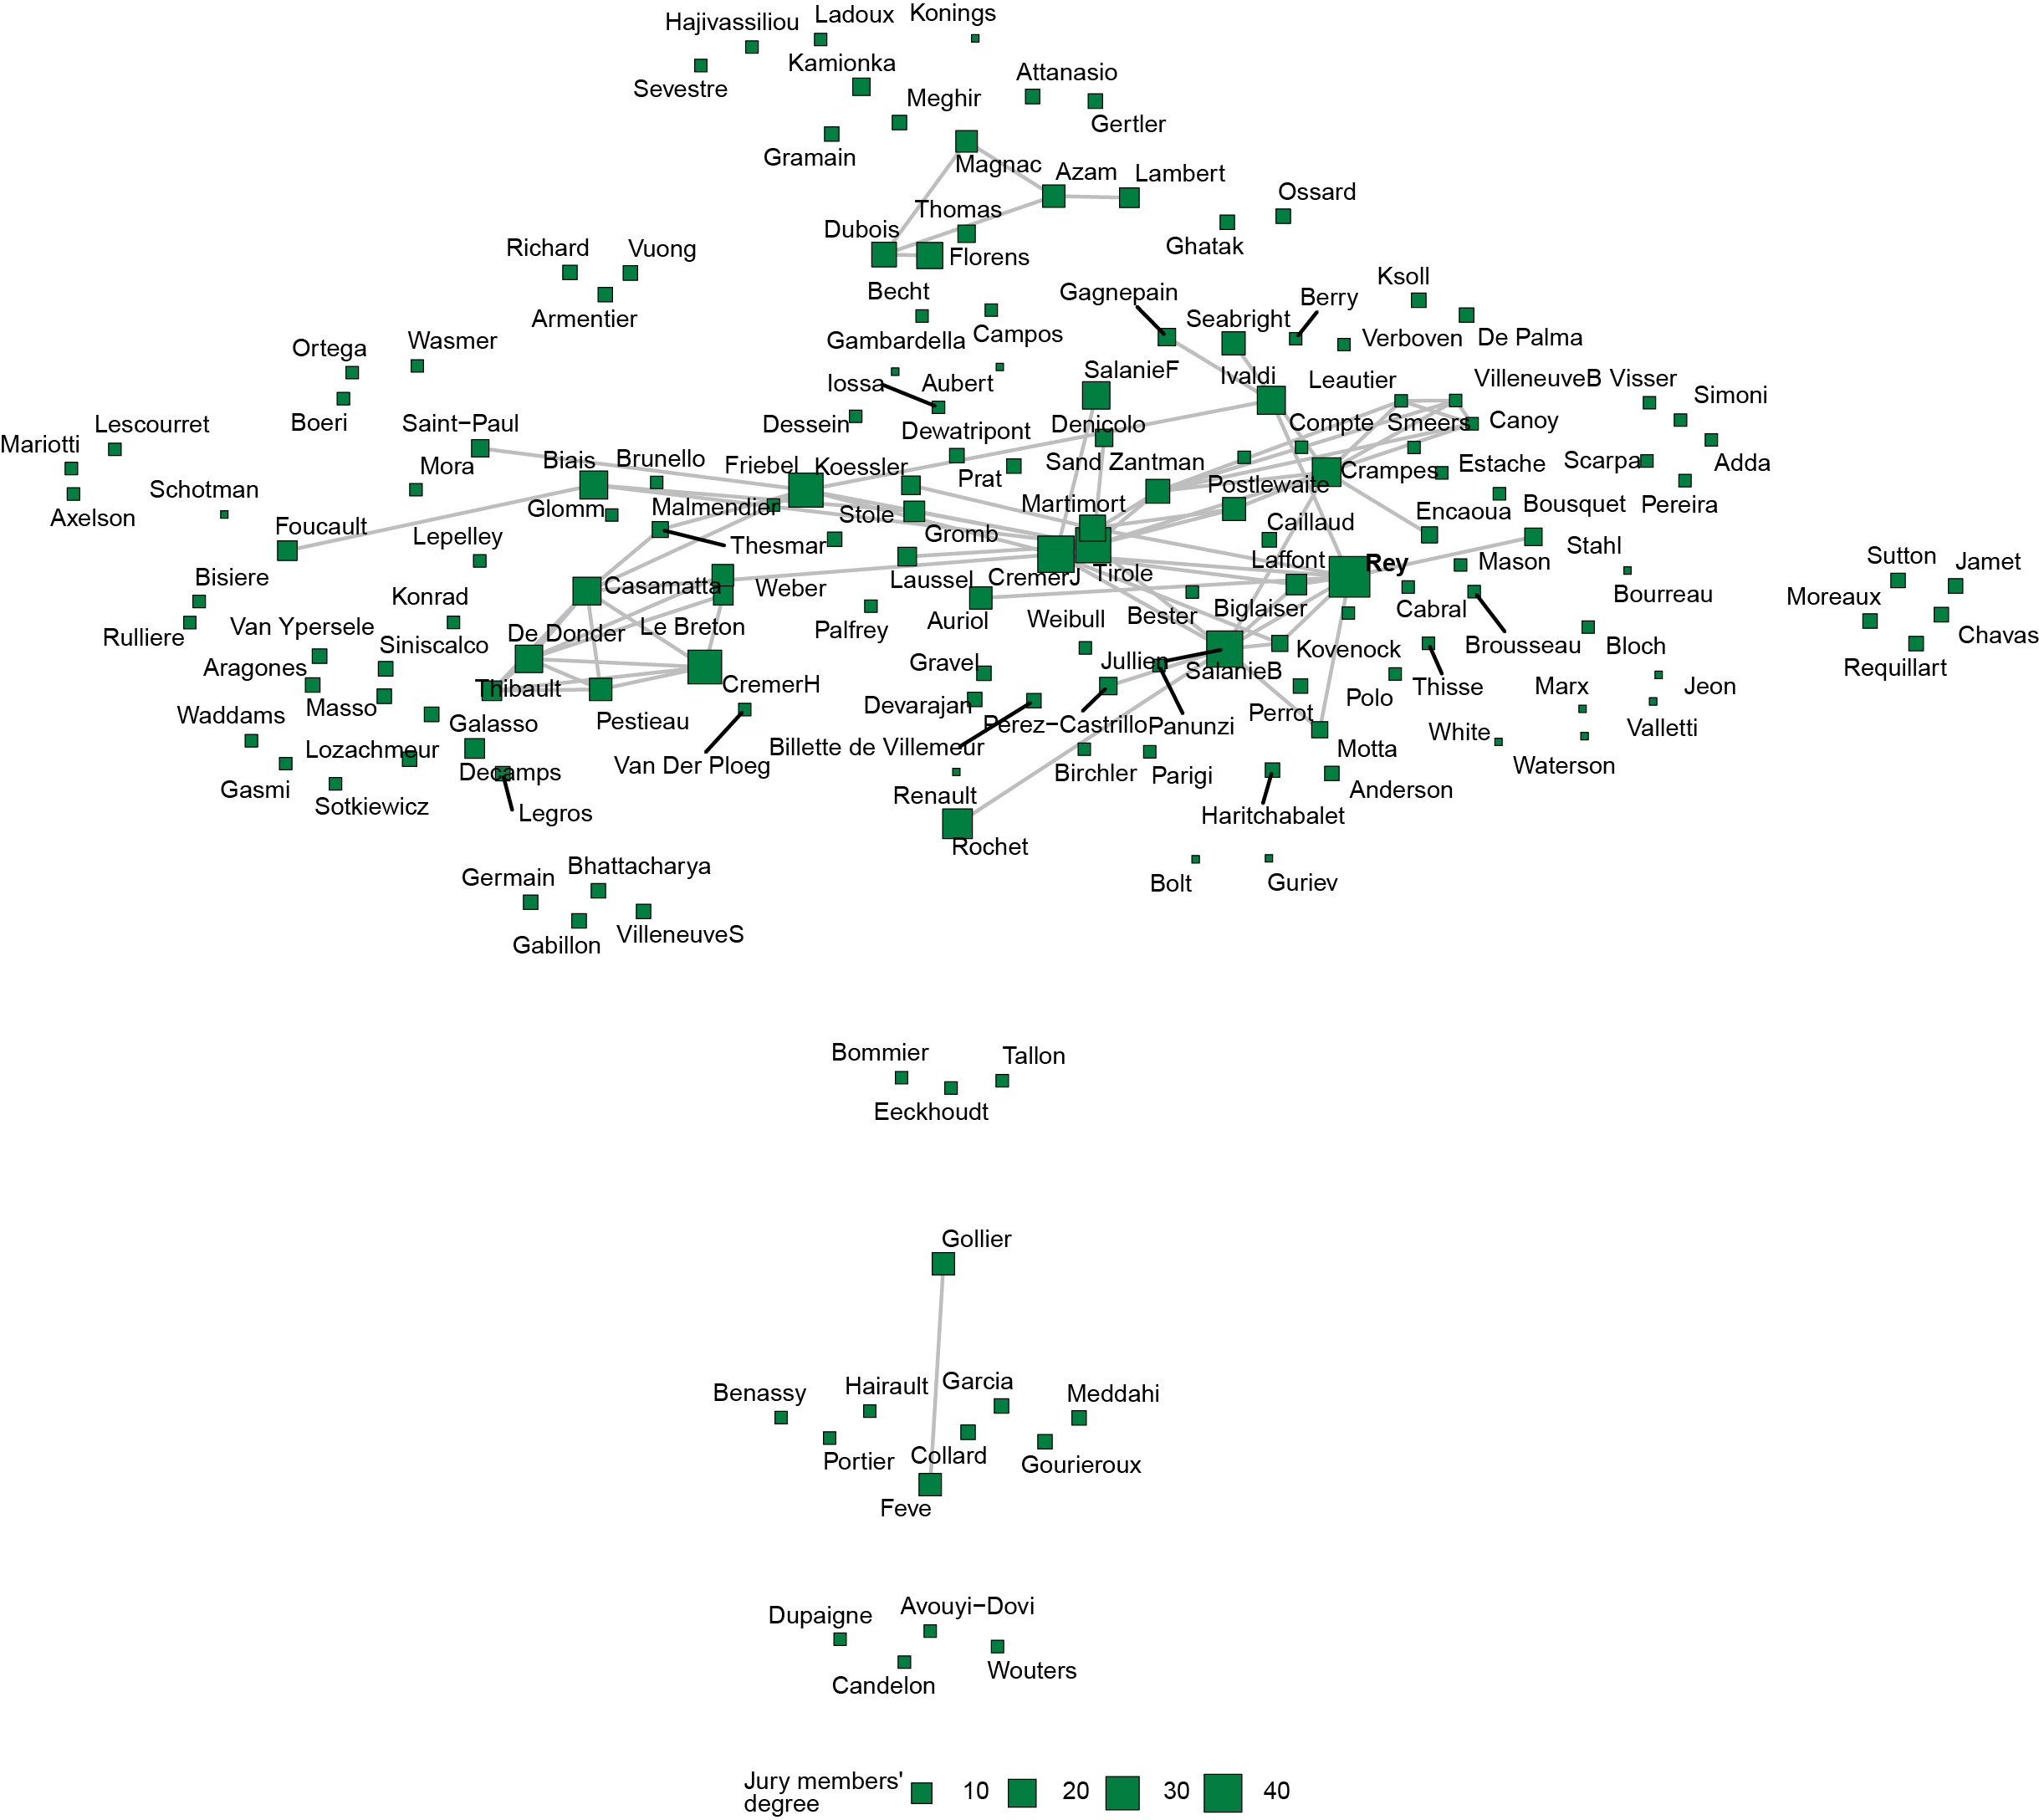 Hajivassiliou
Ladoux
Konings
Sevestre
Kamionka
Attanasio
Meghir
Gertler
Gramain
Magnac
Azam
Lambert
Ossard
Thomas
Dubois
Ghatak
Richard
Vuong
Florens
Becht
Gagnepain
Ksoll
Berry
Armentier
Seabright
Campos
Gambardella
Verboven
De Palma
Ortega
Wasmer
SalanieF
Ivaldi
Leautier
VilleneuveB
Visser
Simoni
Iossa
Aubert
Boeri
Saint−Paul
Lescourret
Mariotti
Dessein
Dewatripont
Denicolo
Compte
Smeers
Canoy
Mora
Biais
Brunello
Friebel
Koessler
Prat
Sand Zantman
Crampes
Estache
Scarpa
Adda
Schotman
Axelson
Glomm
Malmendier
Stole
Martimort
Postlewaite
Encaoua
Bousquet
Pereira
Foucault
Lepelley
Thesmar
Gromb
Caillaud
Stahl
Bisiere
Laussel
CremerJ
Tirole
Laffont
Rey
Mason
Sutton
Jamet
Konrad
Casamatta
Weber
Bourreau
Moreaux
Rulliere
Van Ypersele
Siniscalco
De Donder
Le Breton
Palfrey
Auriol
Weibull
Bester
Biglaiser
Cabral
Brousseau
Bloch
Chavas
Aragones
Gravel
Jullien
SalanieB
Kovenock
Requillart
Masso
Thibault
CremerH
Thisse
Marx
Jeon
Waddams
Galasso
Pestieau
Devarajan
Perez−Castrillo
Panunzi
Perrot
Polo
White
Valletti
Lozachmeur
Decamps
Van Der Ploeg
Billette de Villemeur
Birchler
Parigi
Motta
Waterson
Gasmi
Sotkiewicz
Legros
Renault
Anderson
Haritchabalet
Rochet
Germain
Bhattacharya
Bolt
Guriev
Gabillon
VilleneuveS
Bommier
Tallon
Eeckhoudt
Gollier
Benassy
Hairault
Garcia
Meddahi
Portier
Collard
Gourieroux
Feve
Dupaigne
Avouyi−Dovi
Candelon
Wouters
Jury members'
degree
10
20
30
40